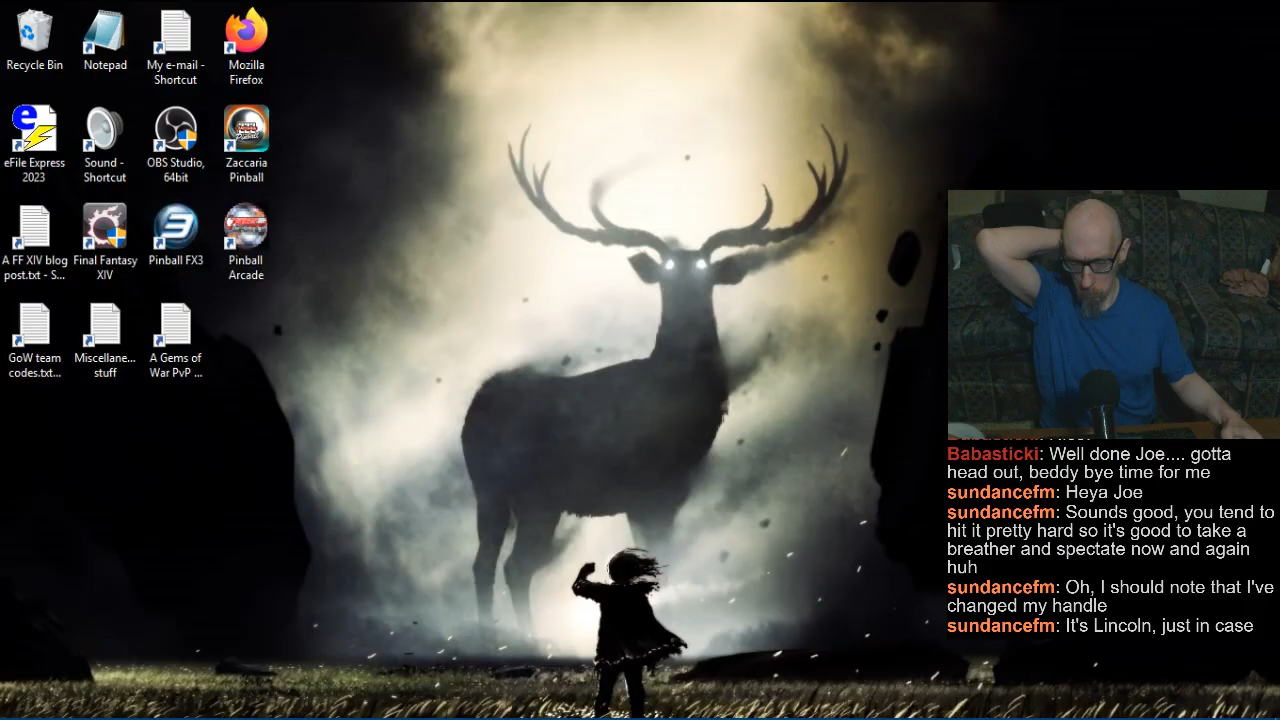 Recycle Bin
Notepad
My e-mail - Shortcut
Mozilla Firefox
eFile Express 2023
Sound - Shortcut
OBS Studio, 64bit
Zaccaria Pinball
A FF XIV blog post.txt - S...
Final Fantasy XIV
Pinball FX3
Pinball Arcade
GoW team codes.txt...
Miscellane... stuff
A Gems of War PvP ...
Babasticki: Well done Joe.... gotta
head out, beddy bye time for me
sundancefm: Heya Joe
sundancefm: Sounds good, you tend to
hit it pretty hard so it's good to take a
breather and spectate now and again
huh
sundancefm: Oh, I should note that I've
changed my handle
sundancefm: It's Lincoln, just in case